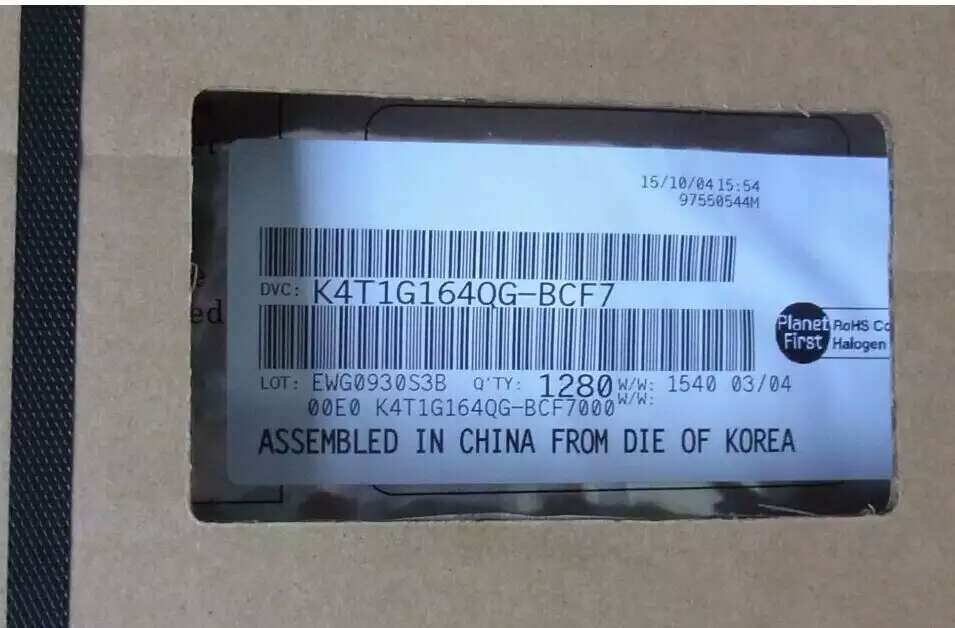 15/10/04 15:54
97550544M
DVC: K4T1G164QG-BCF7
Planet First
RoHS Co
Halogen
LOT: EWG0930S3B Q'TY: 1280 W/W: 1540 03/04
00E0 K4T1G164QG-BCF7000 W/W:
ASSEMBLED IN CHINA FROM DIE OF KOREA
ed